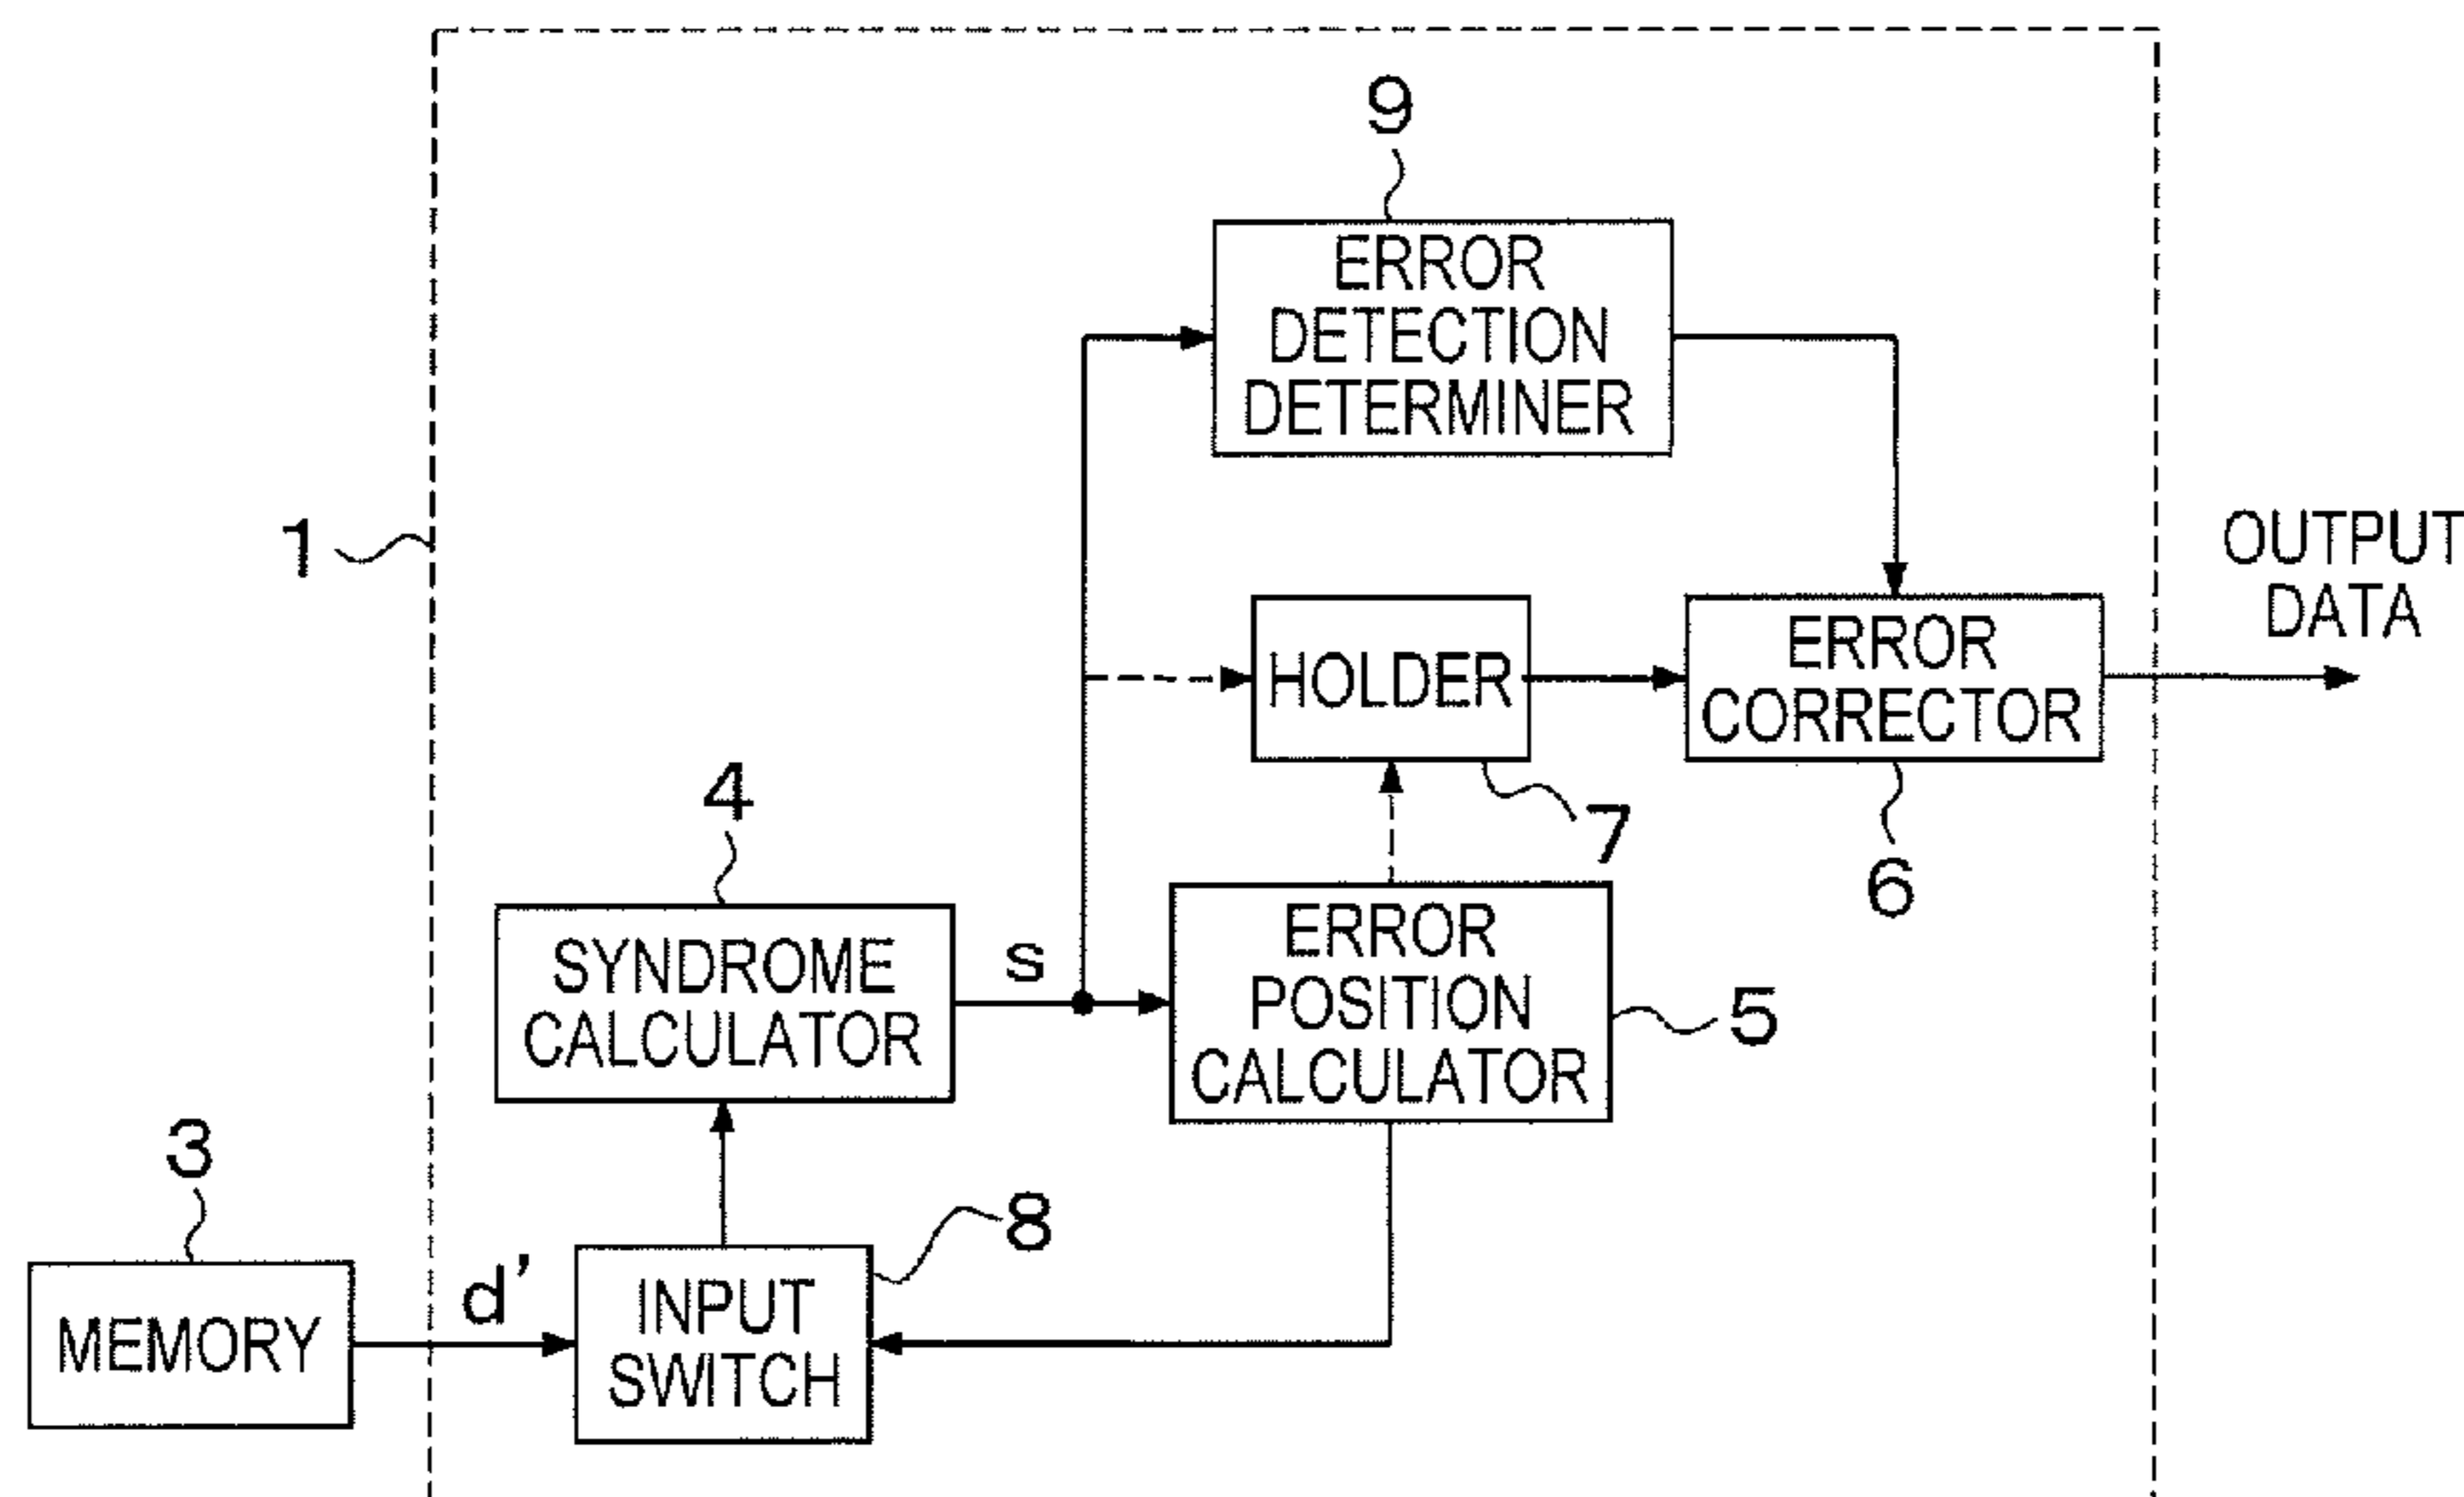 9
ERROR
DETECTION
DETERMINER
1
OUTPUT
DATA
HOLDER
ERROR
CORRECTOR
4
7
6
SYNDROME
CALCULATOR
s
ERROR
POSITION
CALCULATOR
5
3
8
MEMORY
d'
INPUT
SWITCH